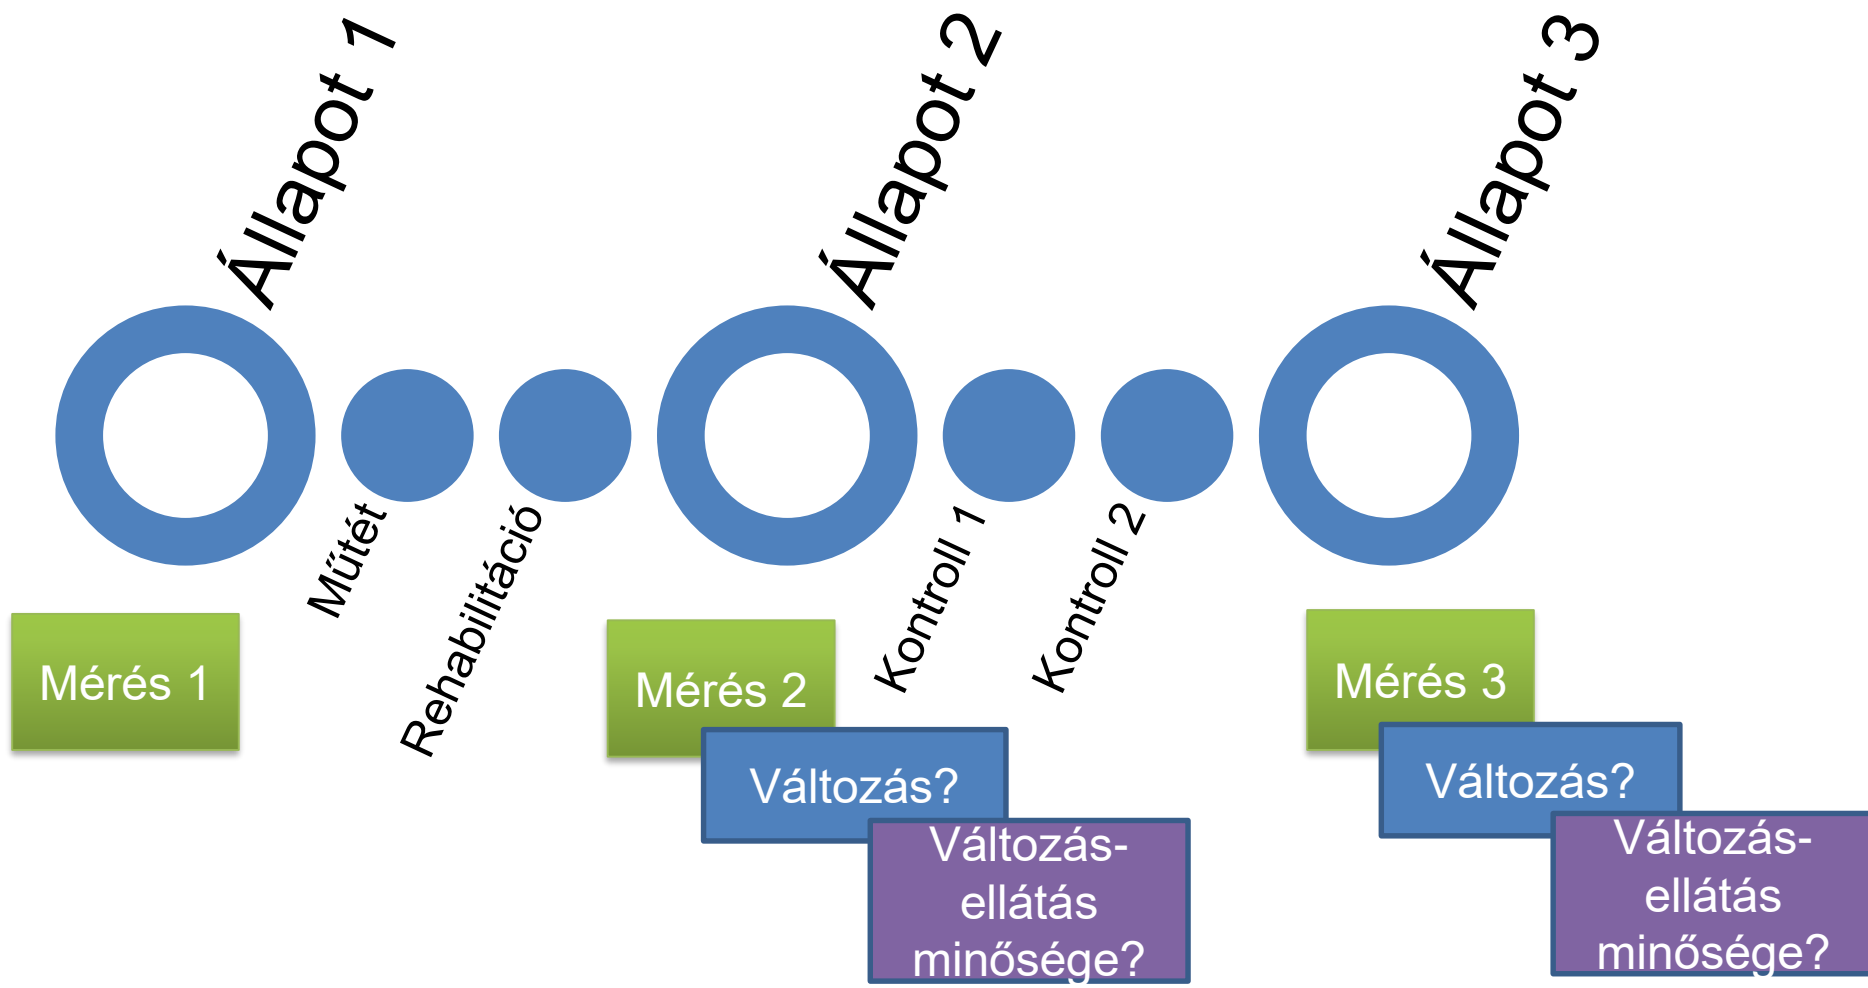 Állapot 1
Állapot 2
Állapot 3
Műtét
Rehabilitáció
Kontroll 1
Kontroll 2
Mérés 1
Mérés 2
Változás?
Változás-
ellátás
minősége?
Mérés 3
Változás?
Változás-
ellátás
minősége?